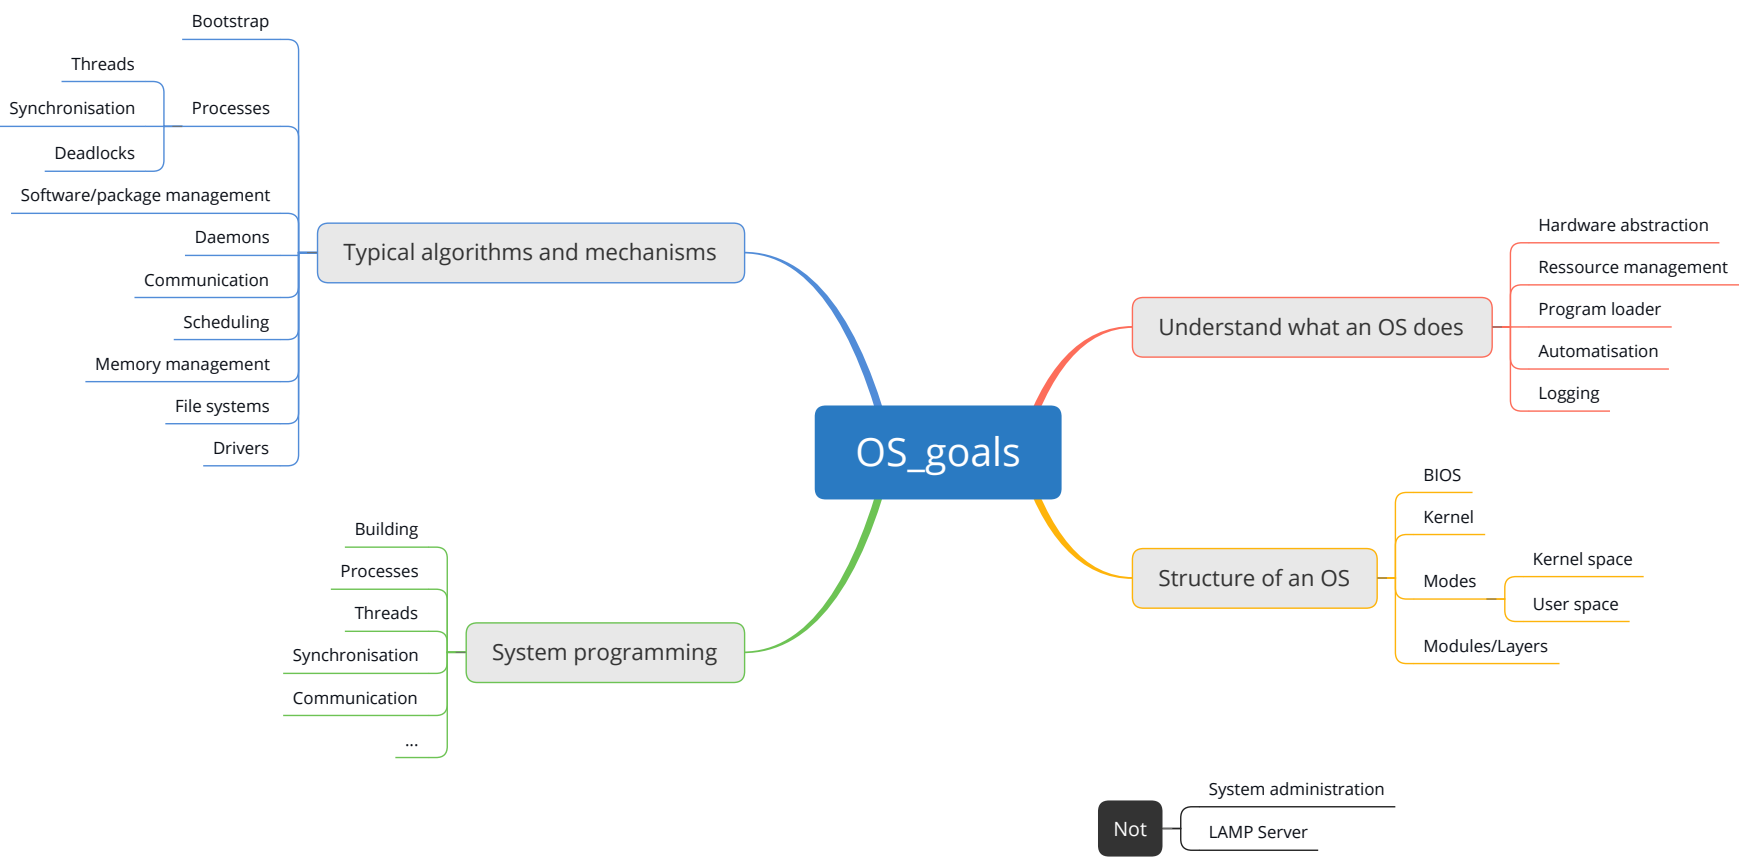 OS_goals
Understand what an OS does
Hardware abstraction
Ressource management
Program loader
Automatisation
Logging
Structure of an OS
BIOS
Kernel
Modes
Kernel space
User space
Modules/Layers
Typical algorithms and mechanisms
Bootstrap
Processes
Threads
Synchronisation
Deadlocks
Software/package management
Daemons
Communication
Scheduling
Memory management
File systems
Drivers
System programming
Building
Processes
Threads
Synchronisation
Communication
...
Not
System administration
LAMP Server